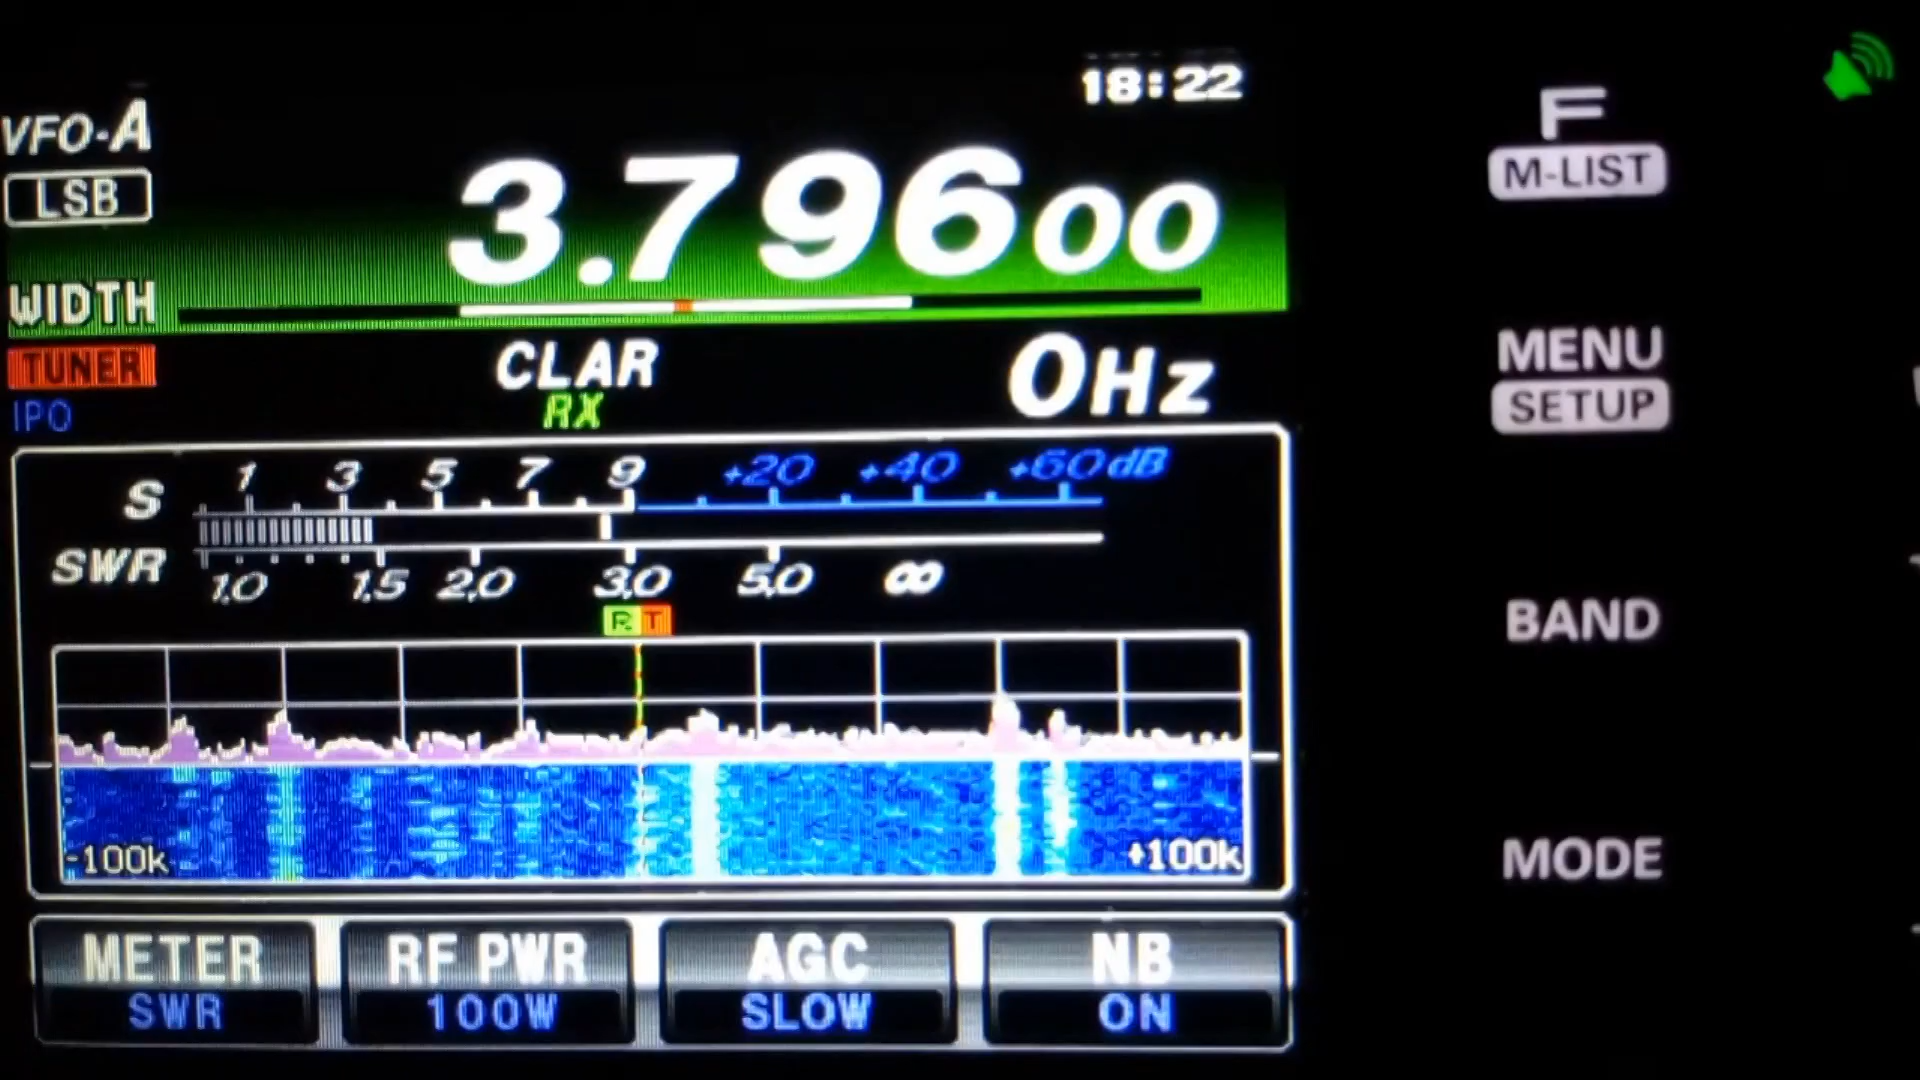 18:22
F
VFO-A
M-LIST
LSB
3.79600
WIDTH
MENU
TUNER
CLAR
0Hz
SETUP
IPO
RX
S 1 3 5 7 9 +20 +40 +60dB
SWR 1.0 1.5 2.0 3.0 5.0 ∞
R T
BAND
-100k
+100k
MODE
METER
RF PWR
AGC
NB
SWR
100W
SLOW
ON